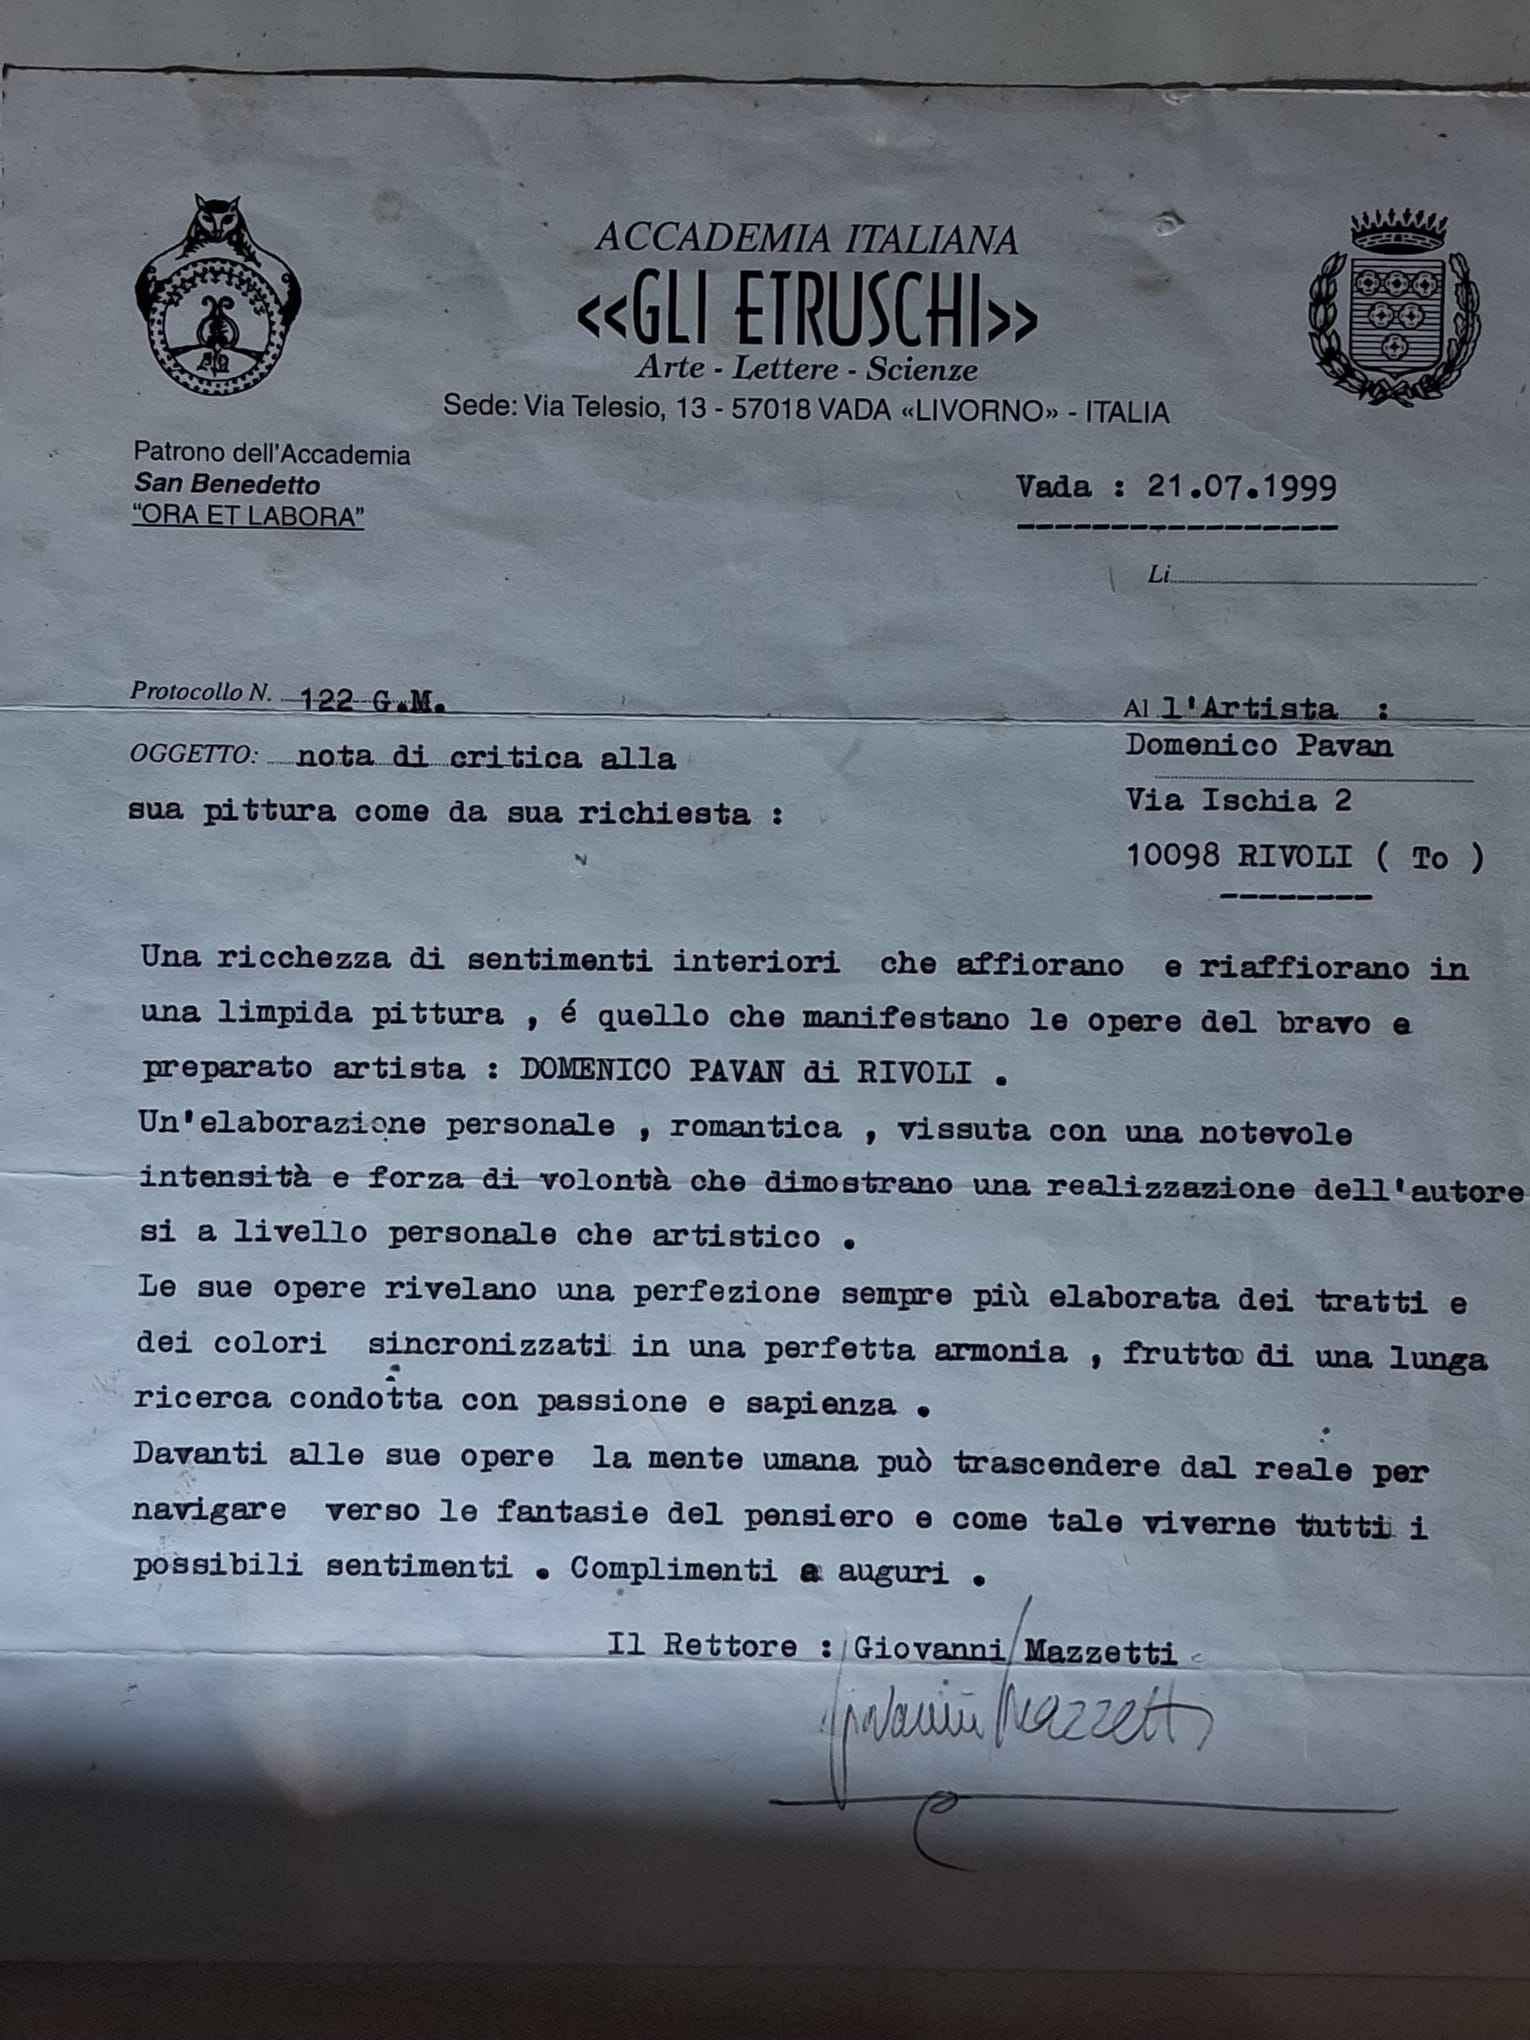 ACCADEMIA ITALIANA
<<GLI ETRUSCHI>>
Arte - Lettere - Scienze
Sede: Via Telesio, 13 - 57018 VADA «LIVORNO» - ITALIA
Patrono dell'Accademia
San Benedetto
"ORA ET LABORA"
Vada : 21.07.1999
Li
Protocollo N. 122 G.M.
OGGETTO: nota di critica alla
sua pittura come da sua richiesta :
Al l'Artista :
Domenico Pavan
Via Ischia 2
10098 RIVOLI ( To )
Una ricchezza di sentimenti interiori che affiorano e riaffiorano in
una limpida pittura , é quello che manifestano le opere del bravo e
preparato artista : DOMENICO PAVAN di RIVOLI .
Un'elaborazione personale , romantica , vissuta con una notevole
intensità e forza di volontà che dimostrano una realizzazione dell'autore
si a livello personale che artistico .
Le sue opere rivelano una perfezione sempre più elaborata dei tratti e
dei colori sincronizzati in una perfetta armonia , frutto di una lunga
ricerca condotta con passione e sapienza .
Davanti alle sue opere la mente umana può trascendere dal reale per
navigare verso le fantasie del pensiero e come tale viverne tutti i
possibili sentimenti . Complimenti e auguri .
Il Rettore : Giovanni Mazzetti
Giovanni Mazzetti